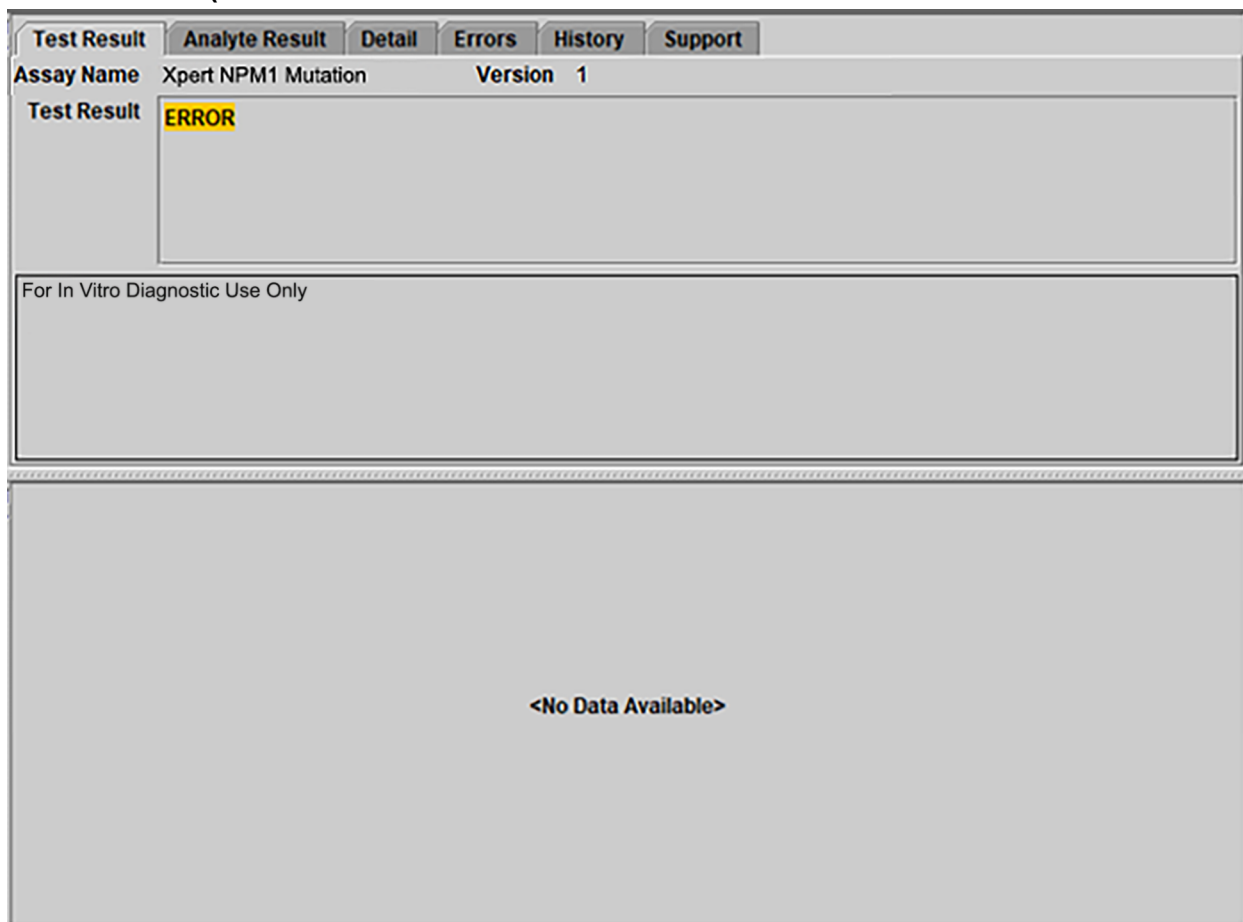 Test Result Analyte Result Detail Errors History Support
Assay Name Xpert NPM1 Mutation Version 1
Test Result ERROR
For In Vitro Diagnostic Use Only
<No Data Available>